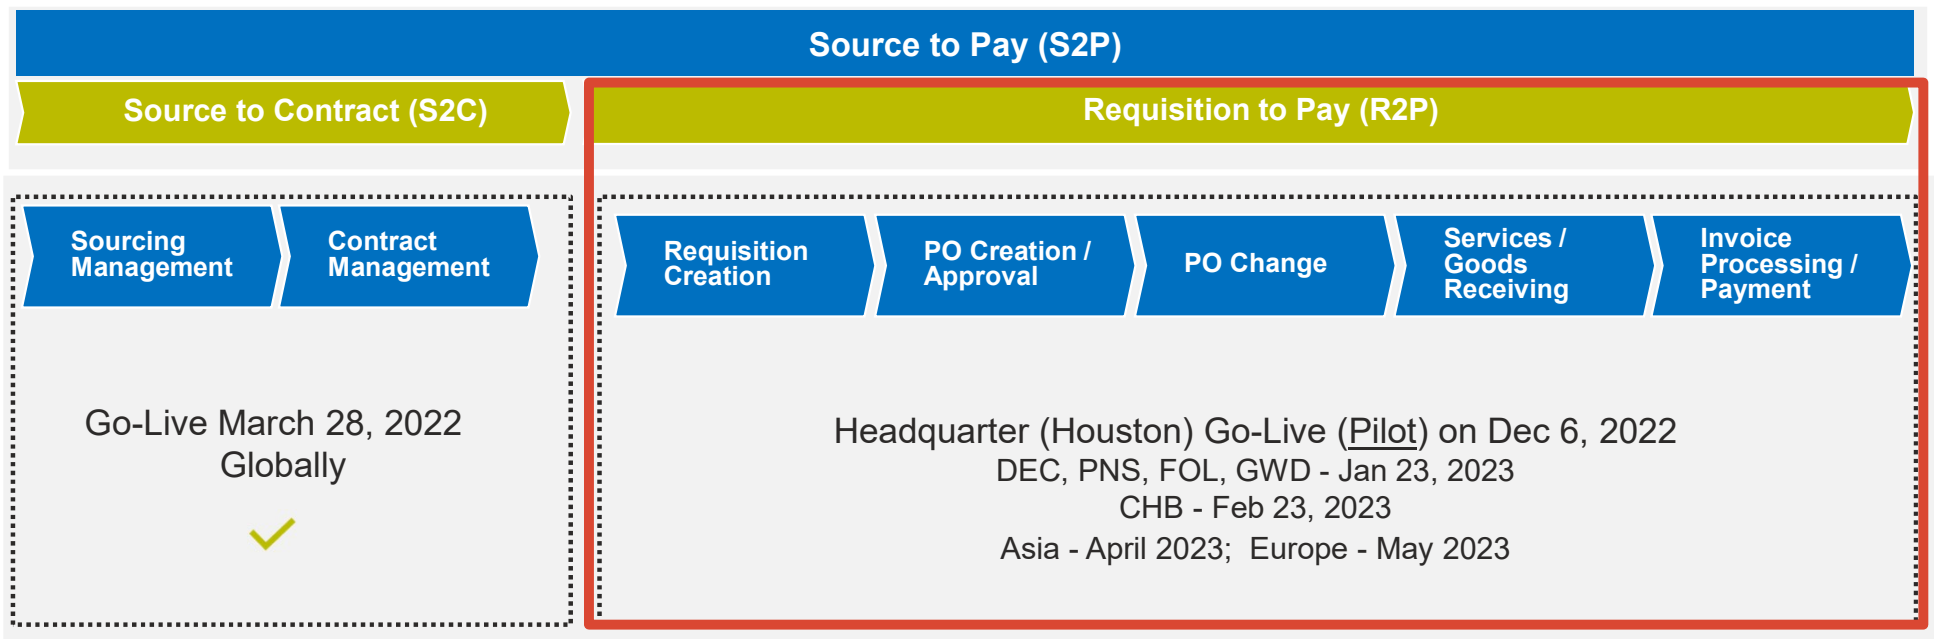 Source to Pay (S2P)
Source to Contract (S2C)
Requisition to Pay (R2P)
Sourcing
Management
Contract
Management
Requisition
Creation
PO Creation /
Approval
PO Change
Services /
Goods
Receiving
Invoice
Processing /
Payment
Go-Live March 28, 2022
Globally
Headquarter (Houston) Go-Live (Pilot) on Dec 6, 2022
DEC, PNS, FOL, GWD - Jan 23, 2023
CHB - Feb 23, 2023
Asia - April 2023;  Europe - May 2023